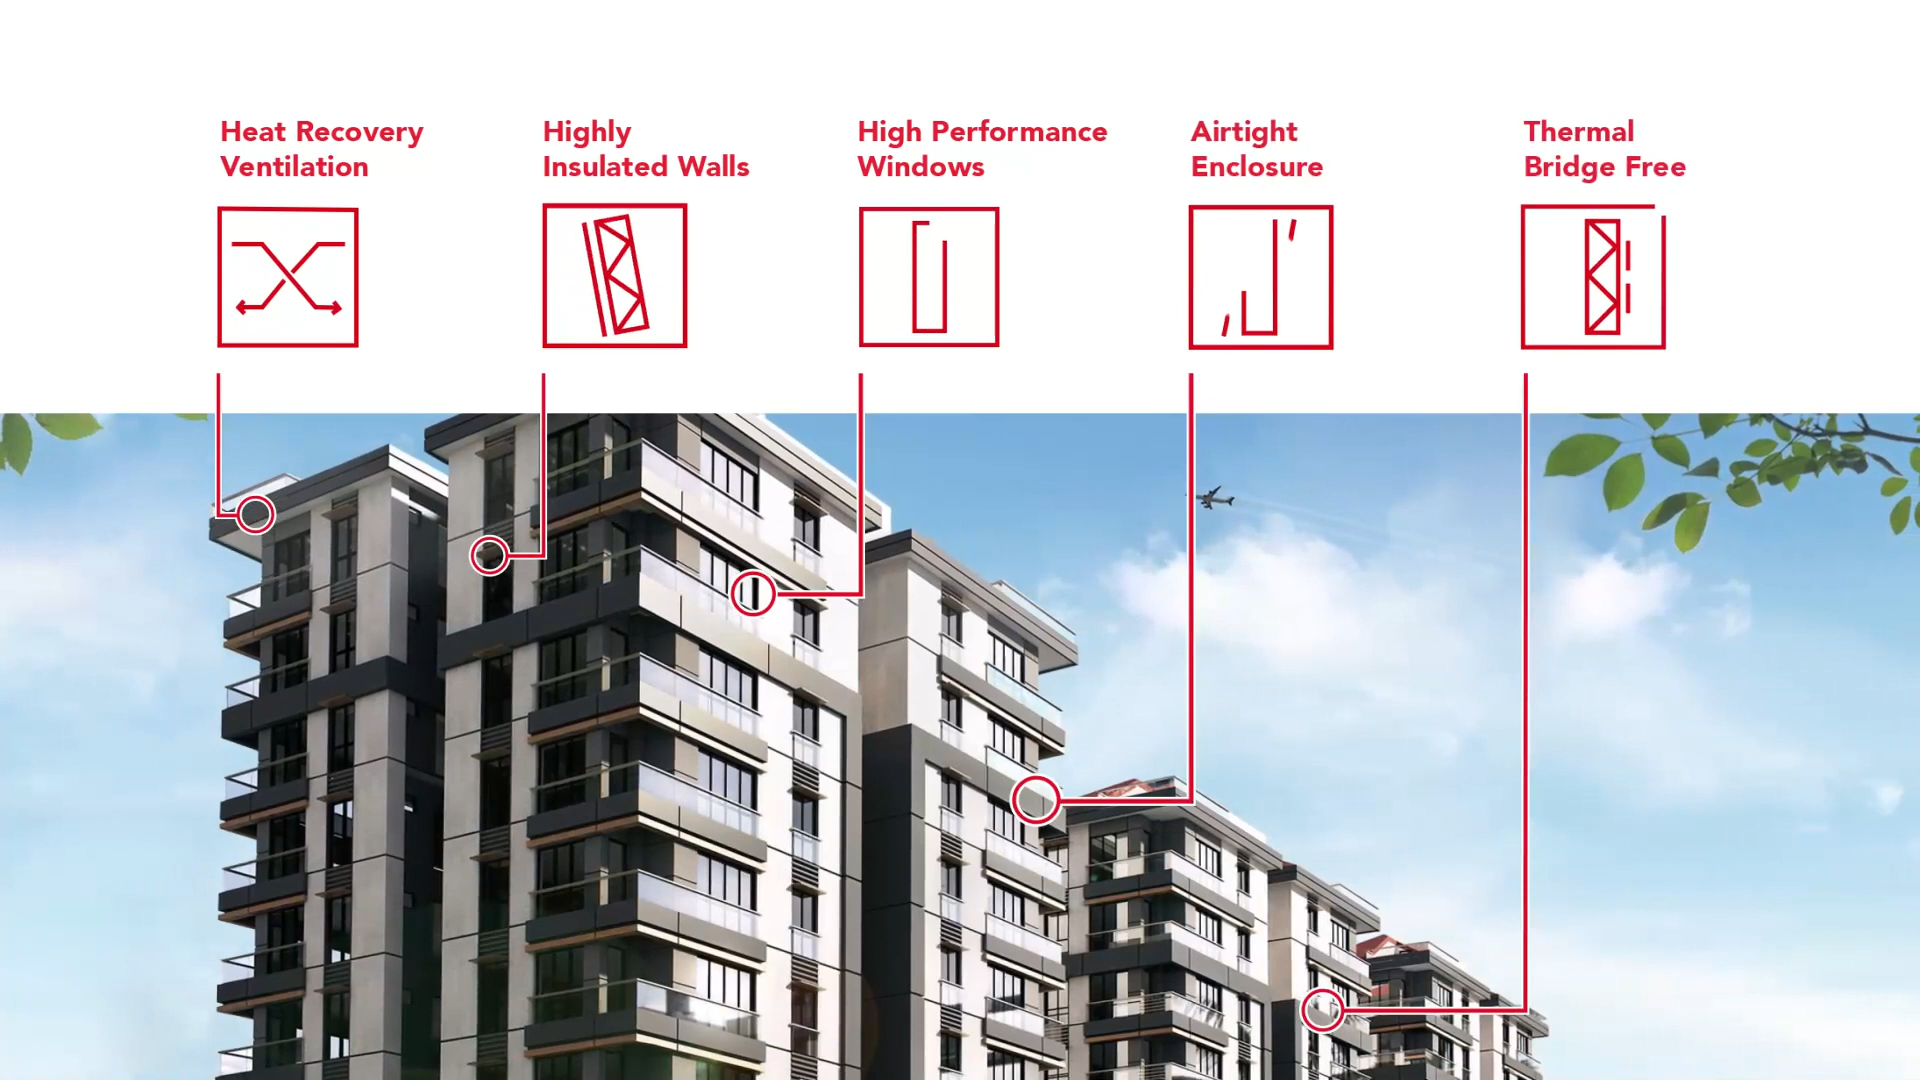 Heat Recovery
Ventilation
Highly
Insulated Walls
High Performance
Windows
Airtight
Enclosure
Thermal
Bridge Free